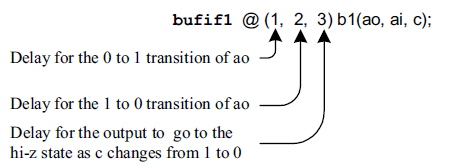 bufif1 @ (1, 2, 3) b1(ao, ai, c);
Delay for the 0 to 1 transition of ao
Delay for the 1 to 0 transition of ao
Delay for the output to go to the
hi-z state as c changes from 1 to 0